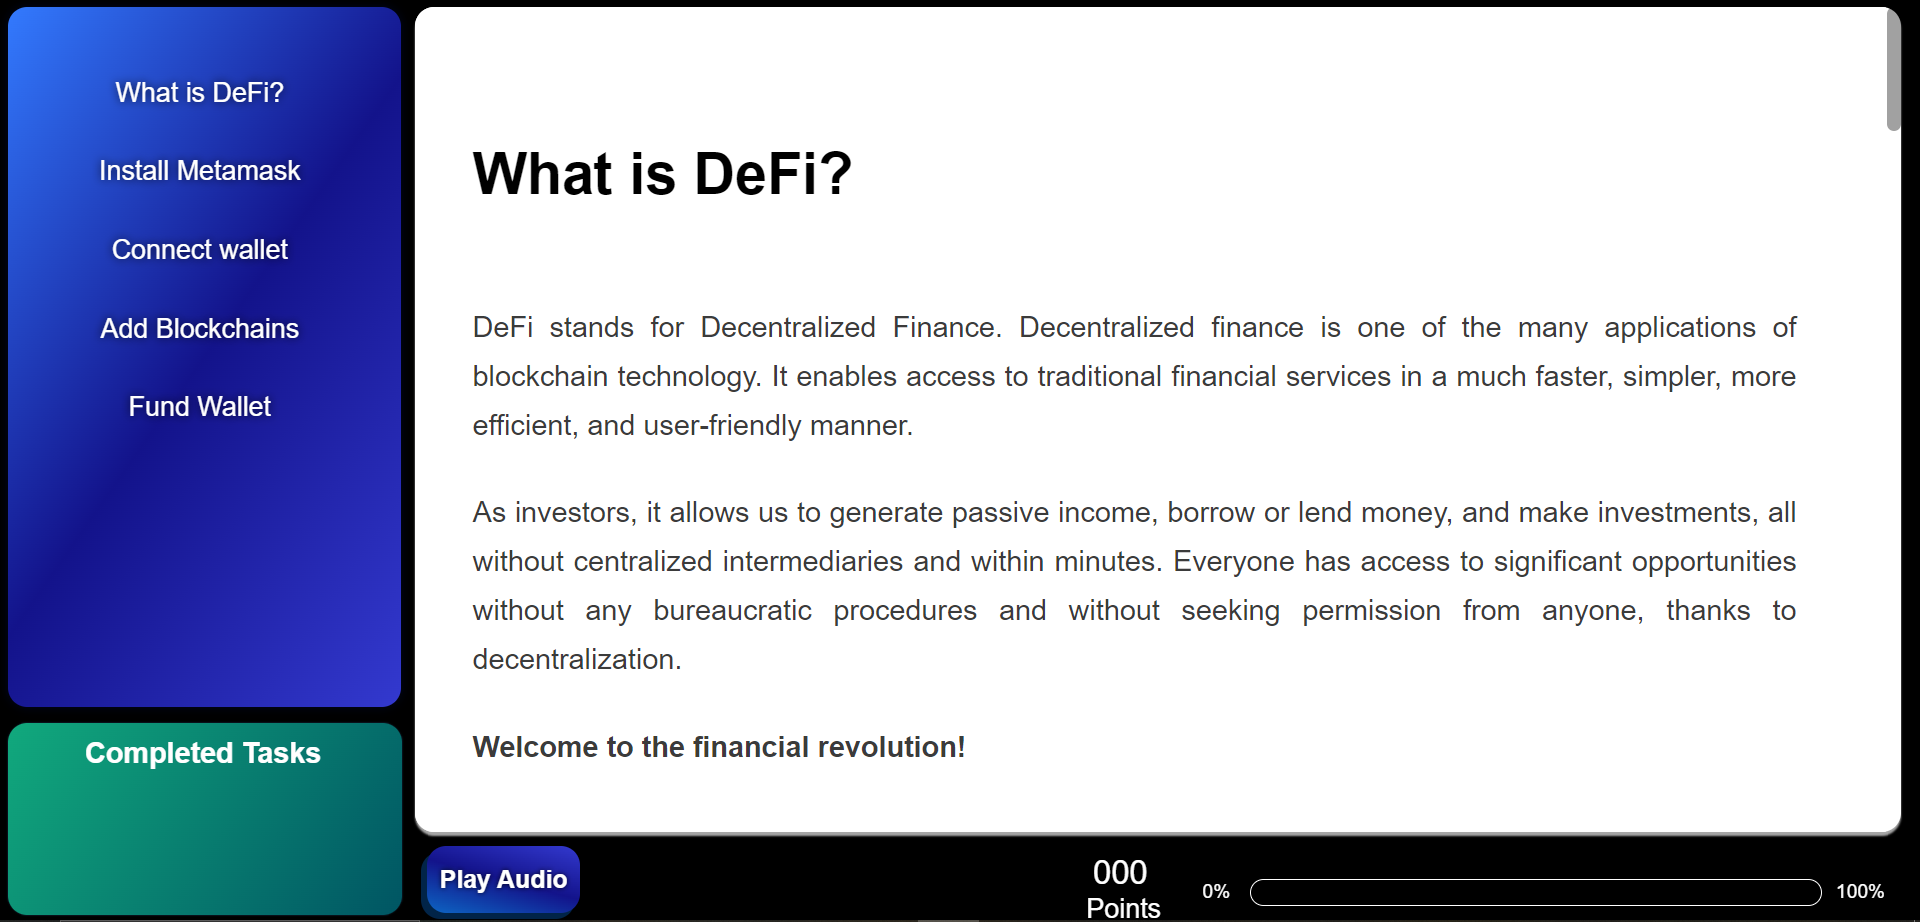 What is DeFi?
Install Metamask
Connect wallet
Add Blockchains
Fund Wallet
Completed Tasks
What is DeFi?
DeFi stands for Decentralized Finance. Decentralized finance is one of the many applications of
blockchain technology. It enables access to traditional financial services in a much faster, simpler, more
efficient, and user-friendly manner.
As investors, it allows us to generate passive income, borrow or lend money, and make investments, all
without centralized intermediaries and within minutes. Everyone has access to significant opportunities
without any bureaucratic procedures and without seeking permission from anyone, thanks to
decentralization.
Welcome to the financial revolution!
Play Audio
000
Points
0%
100%